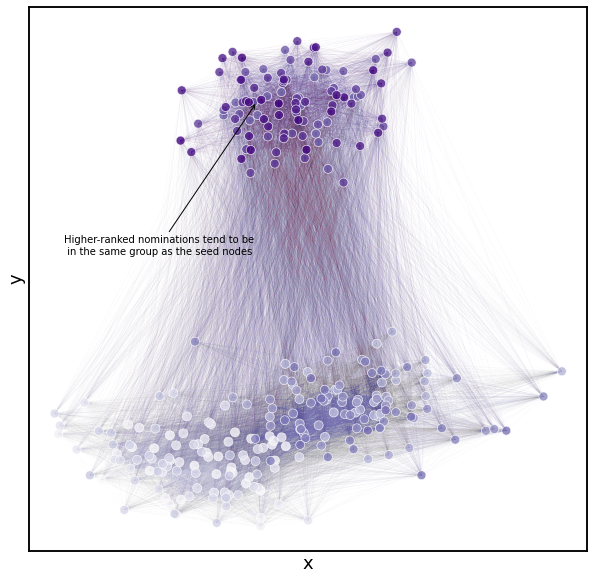 Higher-ranked nominations tend to be
in the same group as the seed nodes
y
x